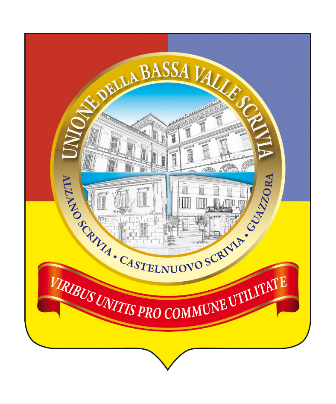 UNIONE DELLA BASSA VALLE SCRIVIA
ALZANO SCRIVIA • CASTELNUOVO SCRIVIA • GUAZZORA
VIRIBUS UNITIS PRO COMMUNE UTILITATE